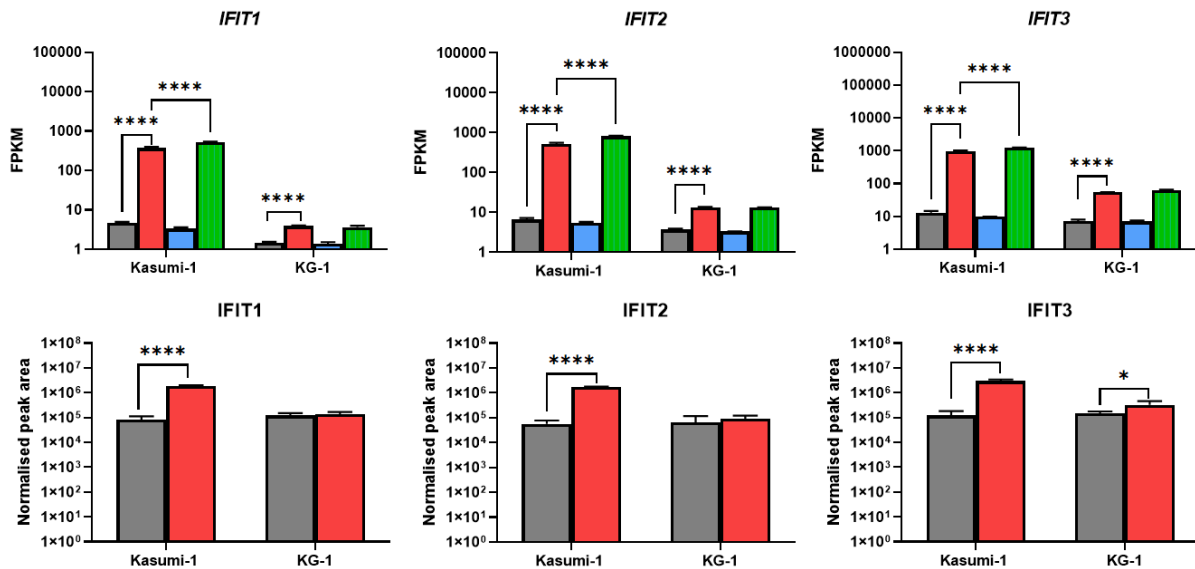 IFIT1
100000
10000
1000
100
10
1
FPKM
****
****
****
Kasumi-1
KG-1
IFIT2
100000
10000
1000
100
10
1
FPKM
****
****
****
Kasumi-1
KG-1
IFIT3
1000000
100000
10000
1000
100
10
1
FPKM
****
****
****
Kasumi-1
KG-1
IFIT1
1×10⁸
1×10⁷
1×10⁶
1×10⁵
1×10⁴
1×10³
1×10²
1×10¹
1×10⁰
Normalised peak area
****
Kasumi-1
KG-1
IFIT2
1×10⁸
1×10⁷
1×10⁶
1×10⁵
1×10⁴
1×10³
1×10²
1×10¹
1×10⁰
Normalised peak area
****
Kasumi-1
KG-1
IFIT3
1×10⁸
1×10⁷
1×10⁶
1×10⁵
1×10⁴
1×10³
1×10²
1×10¹
1×10⁰
Normalised peak area
****
*
Kasumi-1
KG-1